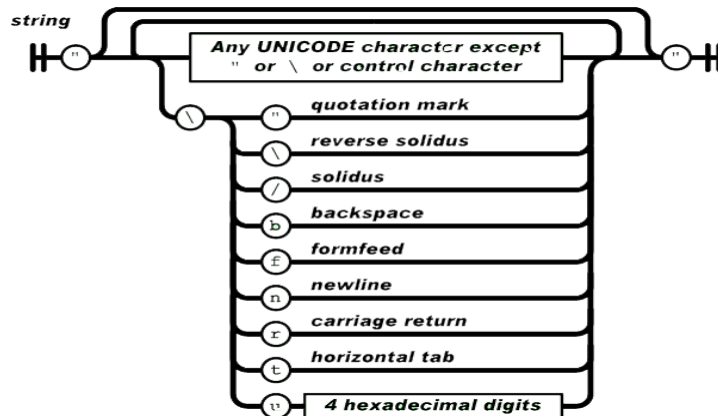 string
" Any UNICODE character except "
" or \ or control character
\ " quotation mark
\ reverse solidus
/ solidus
b backspace
f formfeed
n newline
r carriage return
t horizontal tab
u 4 hexadecimal digits